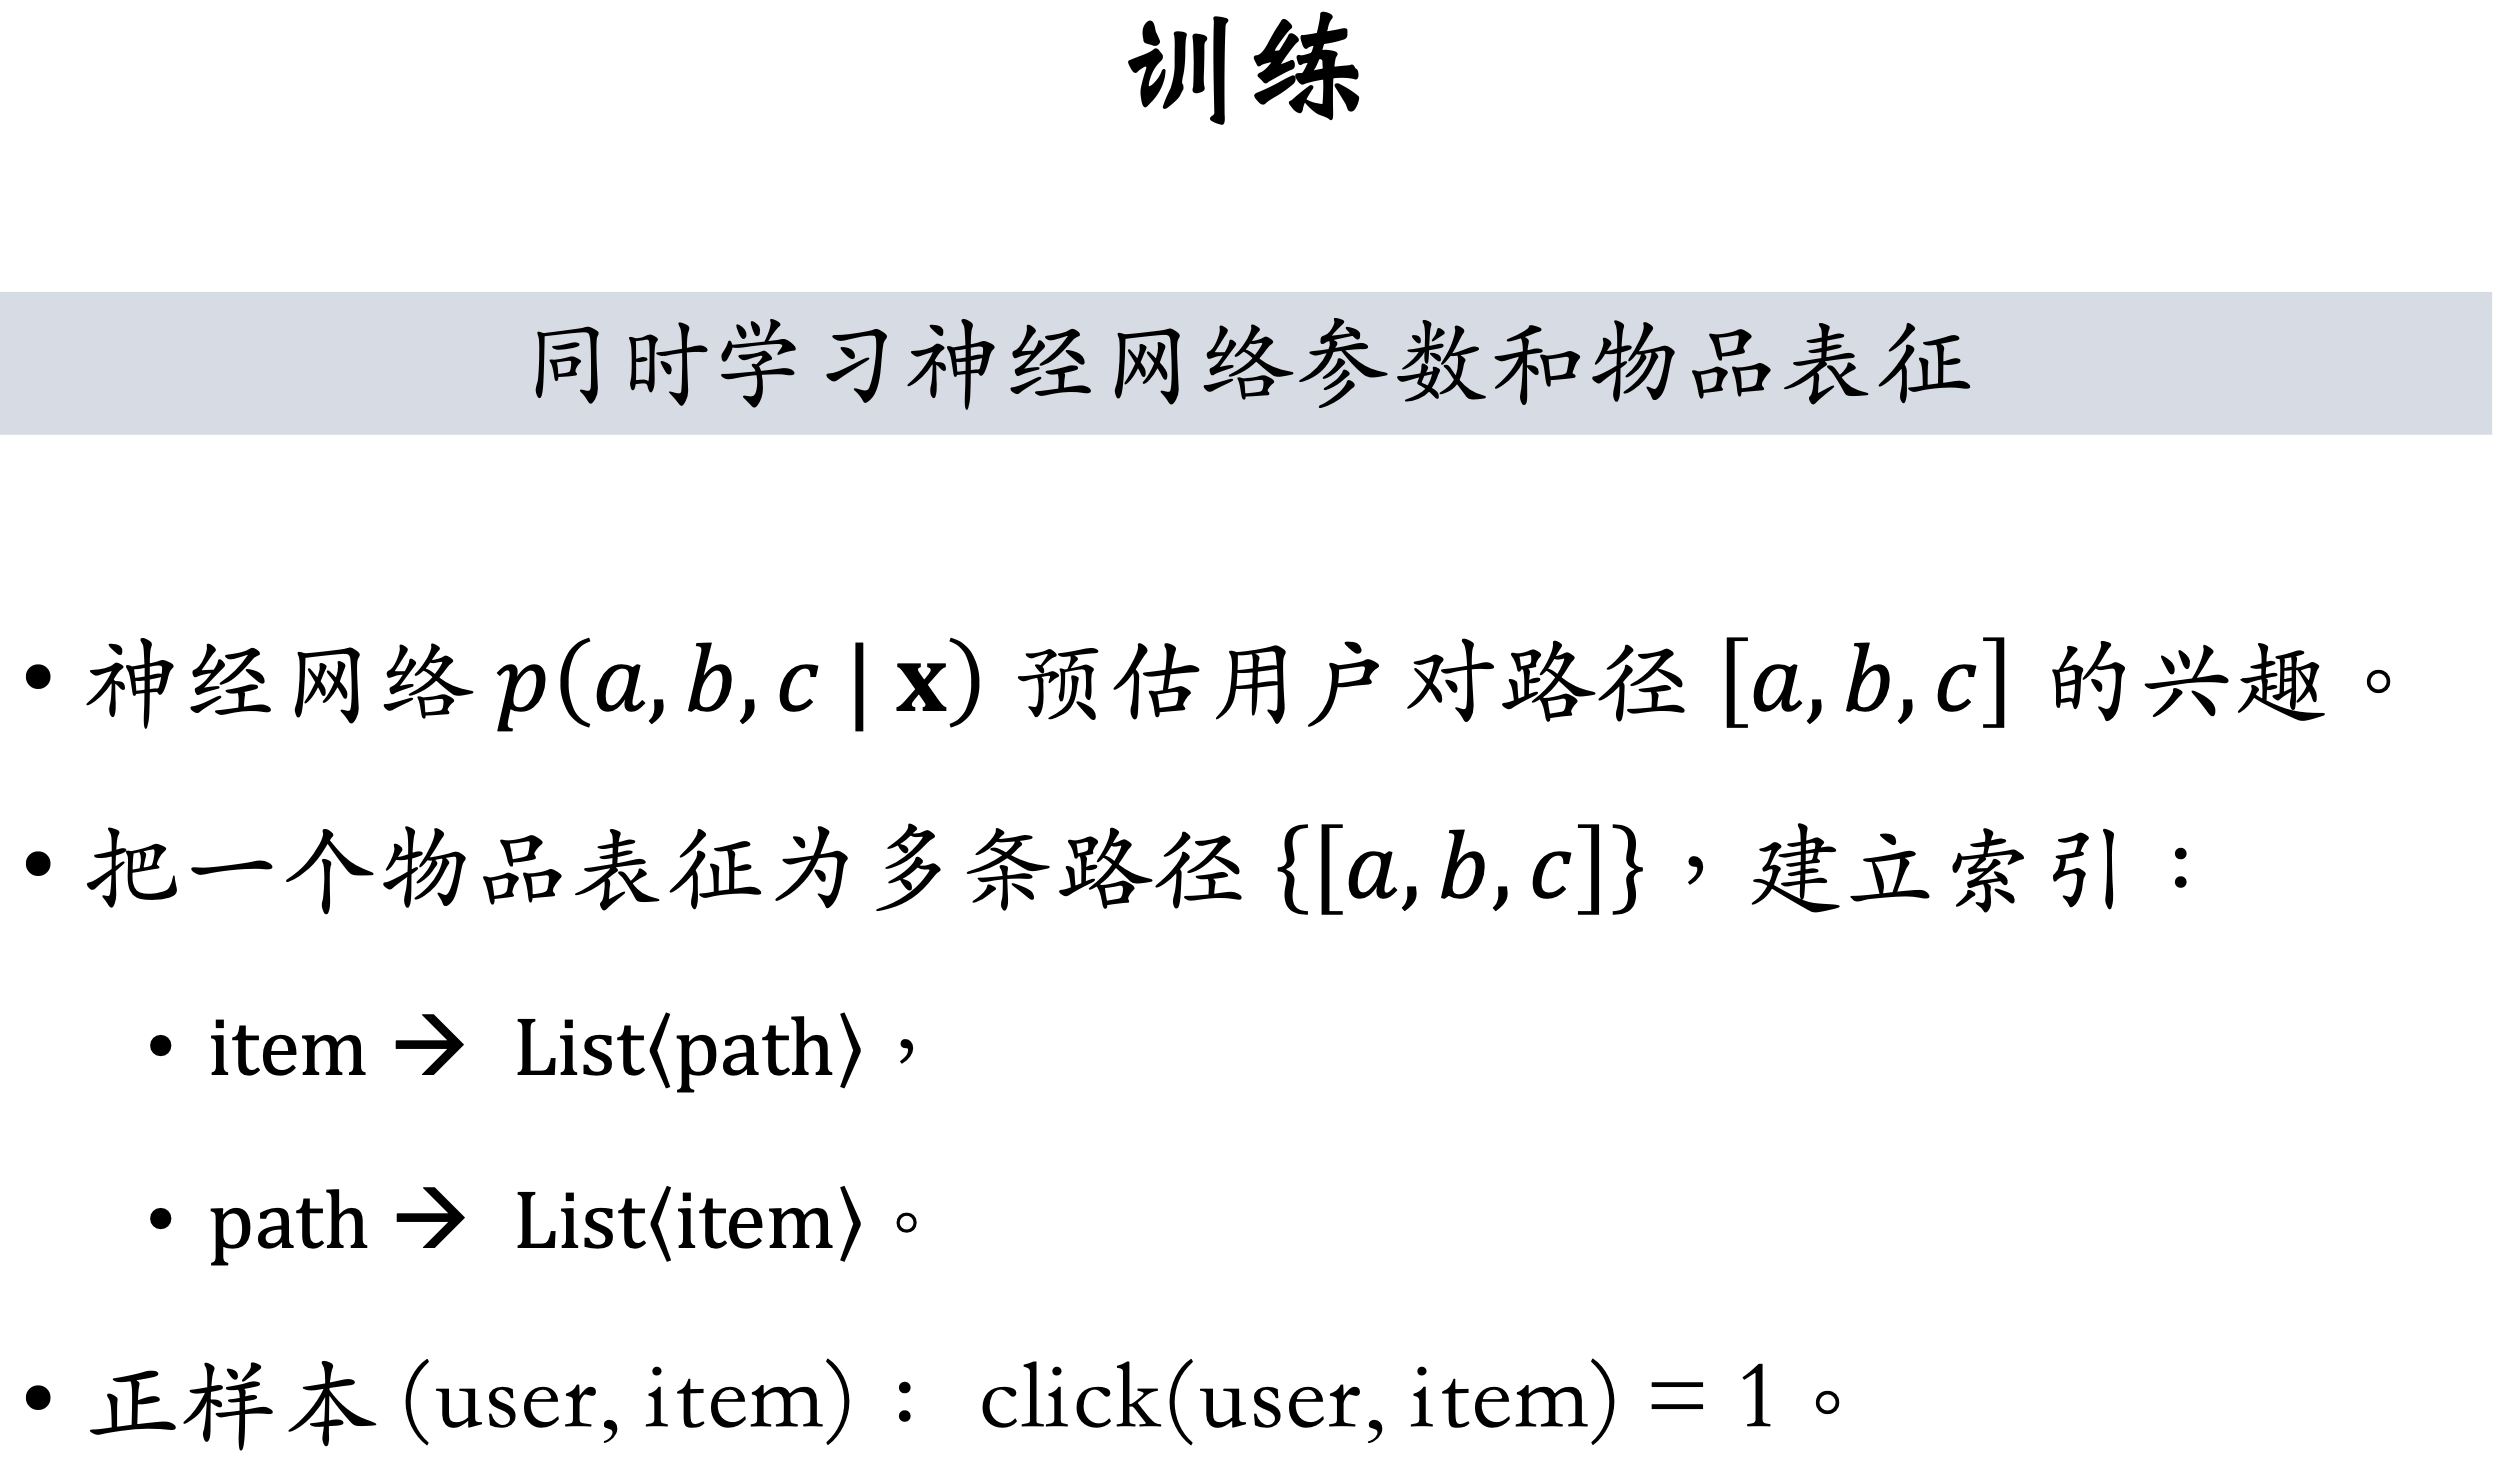 训练
同时学习神经网络参数和物品表征
• 神经网络 p(a, b, c | x) 预估用户对路径 [a, b, c] 的兴趣。
• 把一个物品表征为多条路径 {[a, b, c]}，建立索引：
• item → List⟨path⟩，
• path → List⟨item⟩。
• 正样本 (user, item)：click(user, item) = 1。